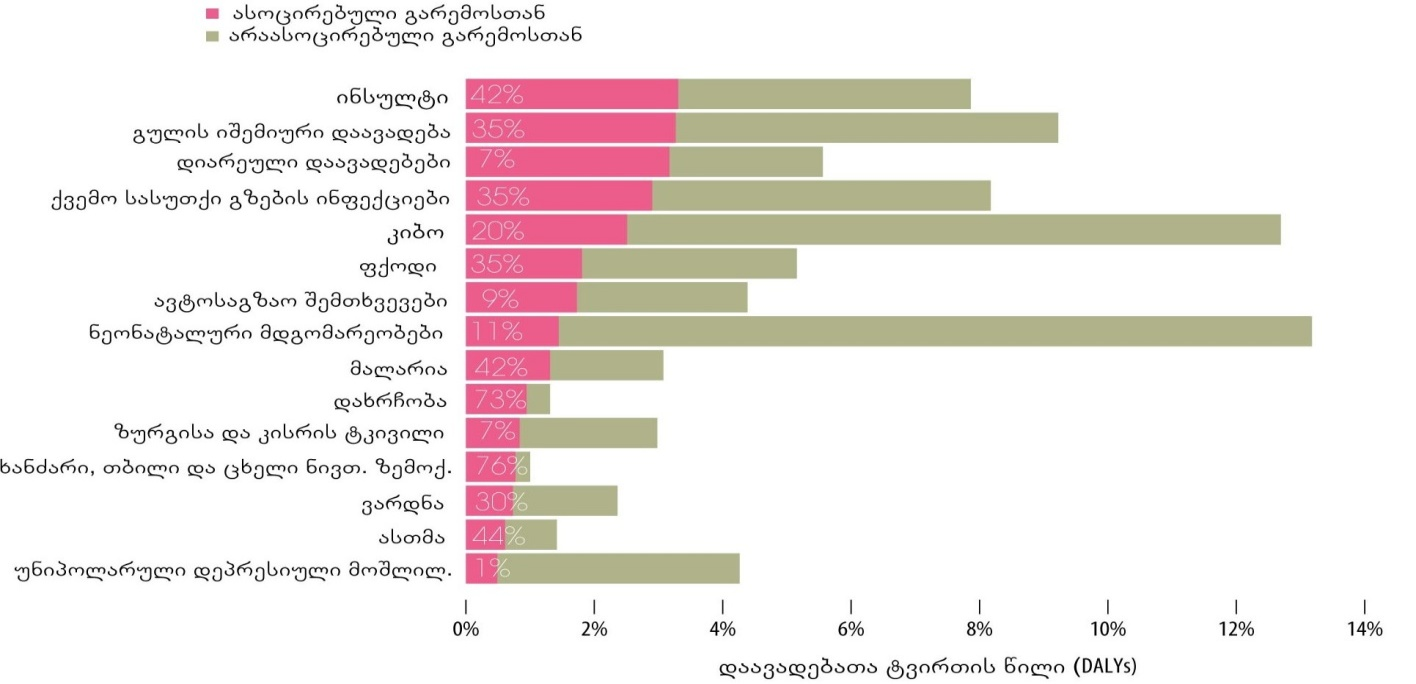 ასოცირებული გარემოსთან
არაასოცირებული გარემოსთან
ინსულტი 42%
გულის იშემიური დაავადება 35%
დიარეული დაავადებები 7%
ქვემო სასუთქი გზების ინფექციები 35%
კიბო 20%
ფქოდი 35%
ავტოსაგზაო შემთხვევები 9%
ნეონატალური მდგომარეობები 11%
მალარია 42%
დახრჩობა 73%
ზურგისა და კისრის ტკივილი 7%
ხანძარი, თბილი და ცხელი ნივთ. ზემოქ. 76%
ვარდნა 30%
ასთმა 44%
უნიპოლარული დეპრესიული მოშლილ. 1%
0% 2% 4% 6% 8% 10% 12% 14%
დაავადებათა ტვირთის წილი (DALYs)